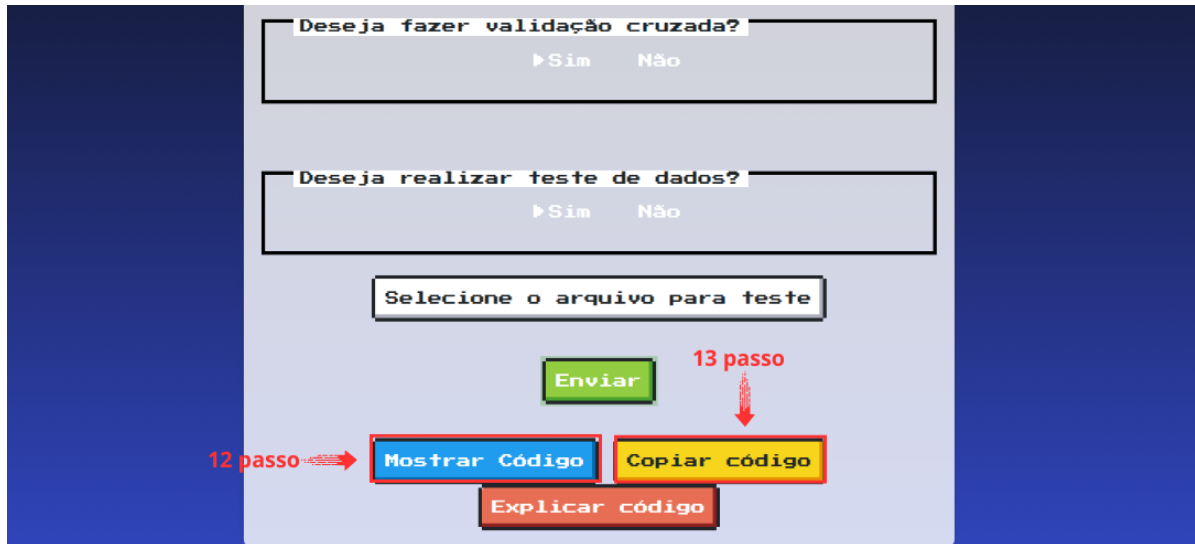 Deseja fazer validação cruzada?
▶Sim Não
Deseja realizar teste de dados?
▶Sim Não
Selecione o arquivo para teste
Enviar
13 passo
12 passo
Mostrar Código
Copiar código
Explicar código